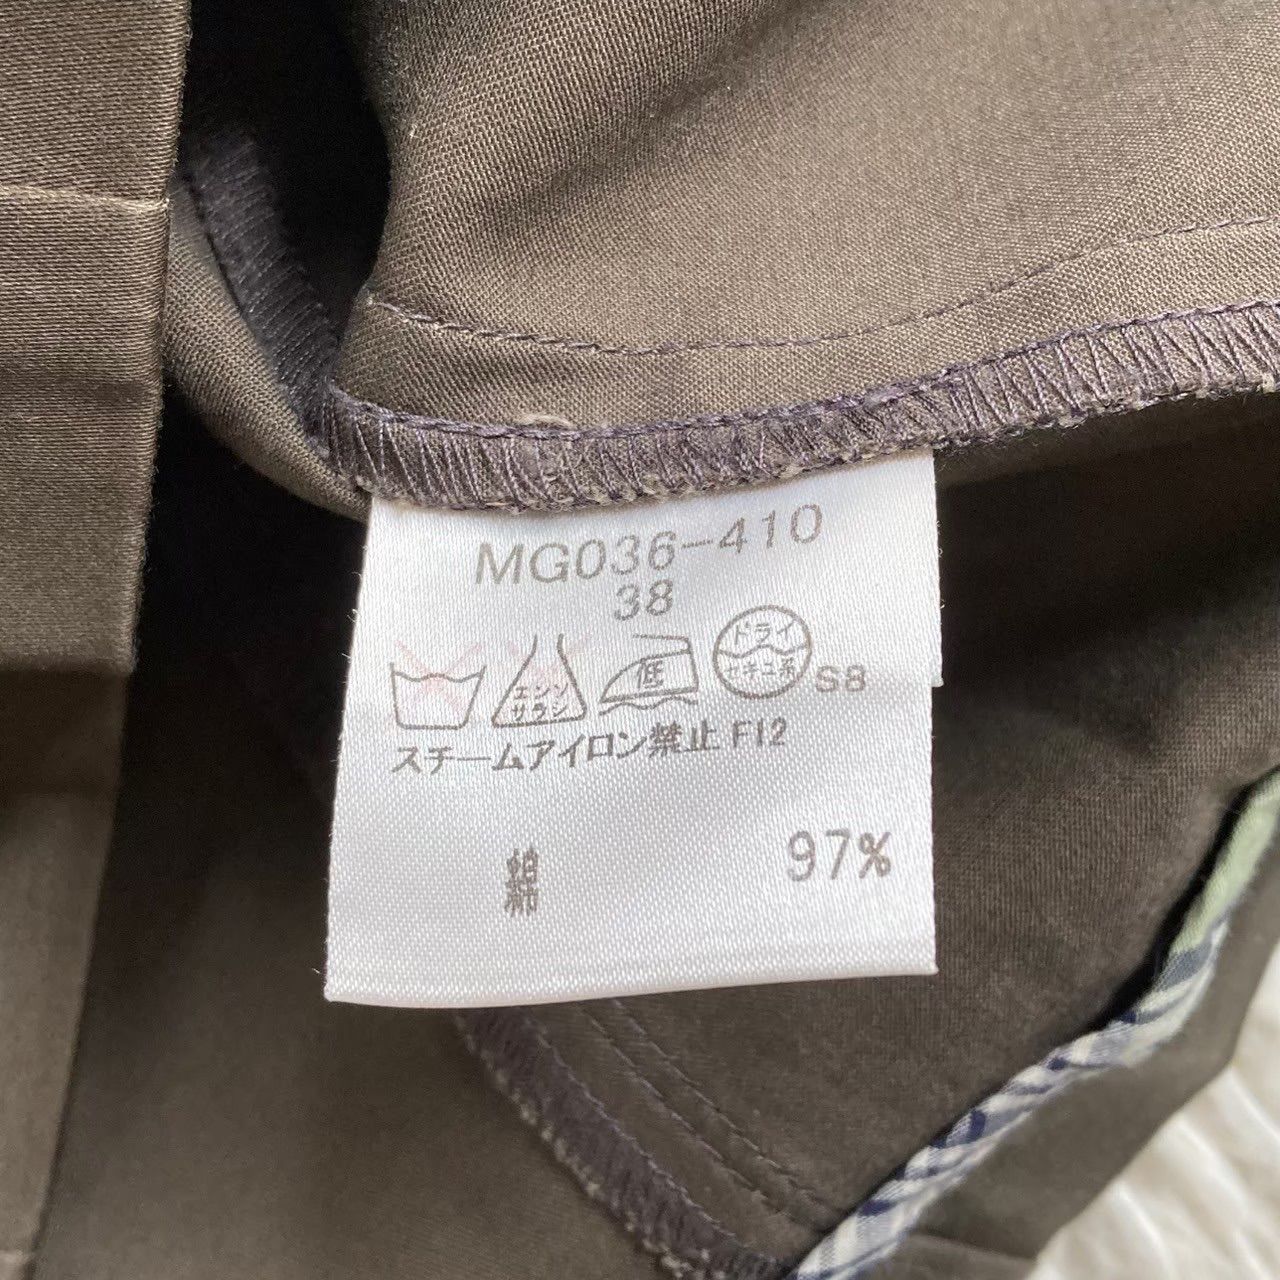 MG036-410
38
エンソ
サラシ
低
ドライ
セキユ系
S8
スチームアイロン禁止 F12
綿 97%